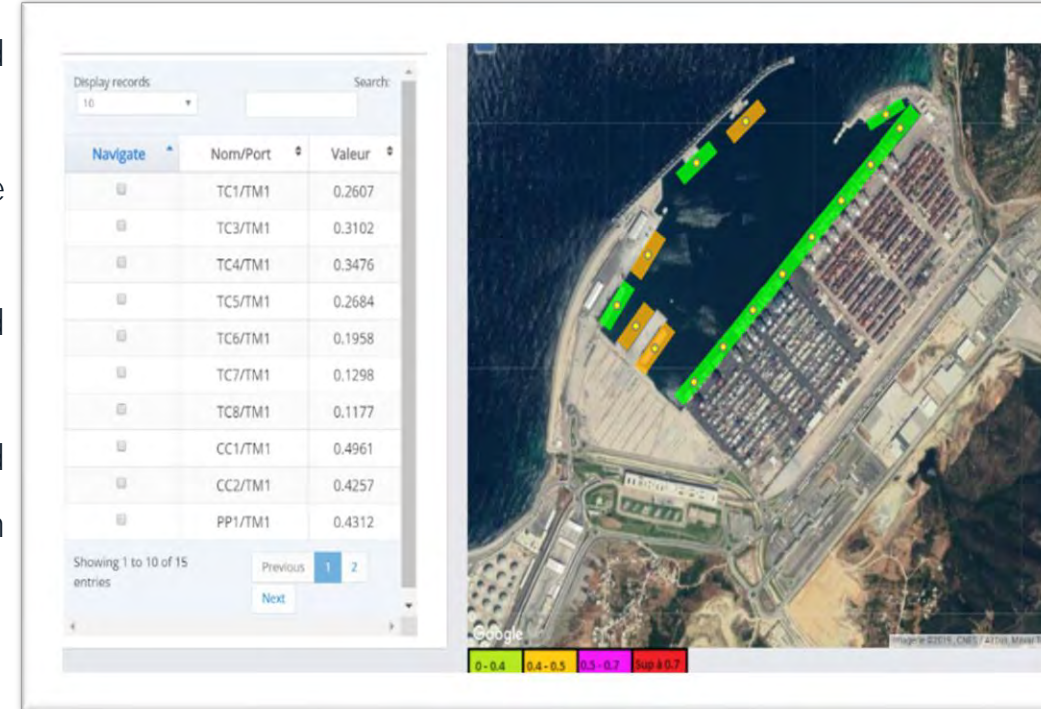 Display records
Search:
10
Navigate Nom/Port Valeur
TC1/TM1 0.2607
TC3/TM1 0.3102
TC4/TM1 0.3476
TC5/TM1 0.2684
TC6/TM1 0.1958
TC7/TM1 0.1298
TC8/TM1 0.1177
CC1/TM1 0.4961
CC2/TM1 0.4257
PP1/TM1 0.4312
Showing 1 to 10 of 15
entries
Previous 1 2
Next
Google
0 - 0.4 0.4 - 0.5 0.5 - 0.7 Sup à 0.7